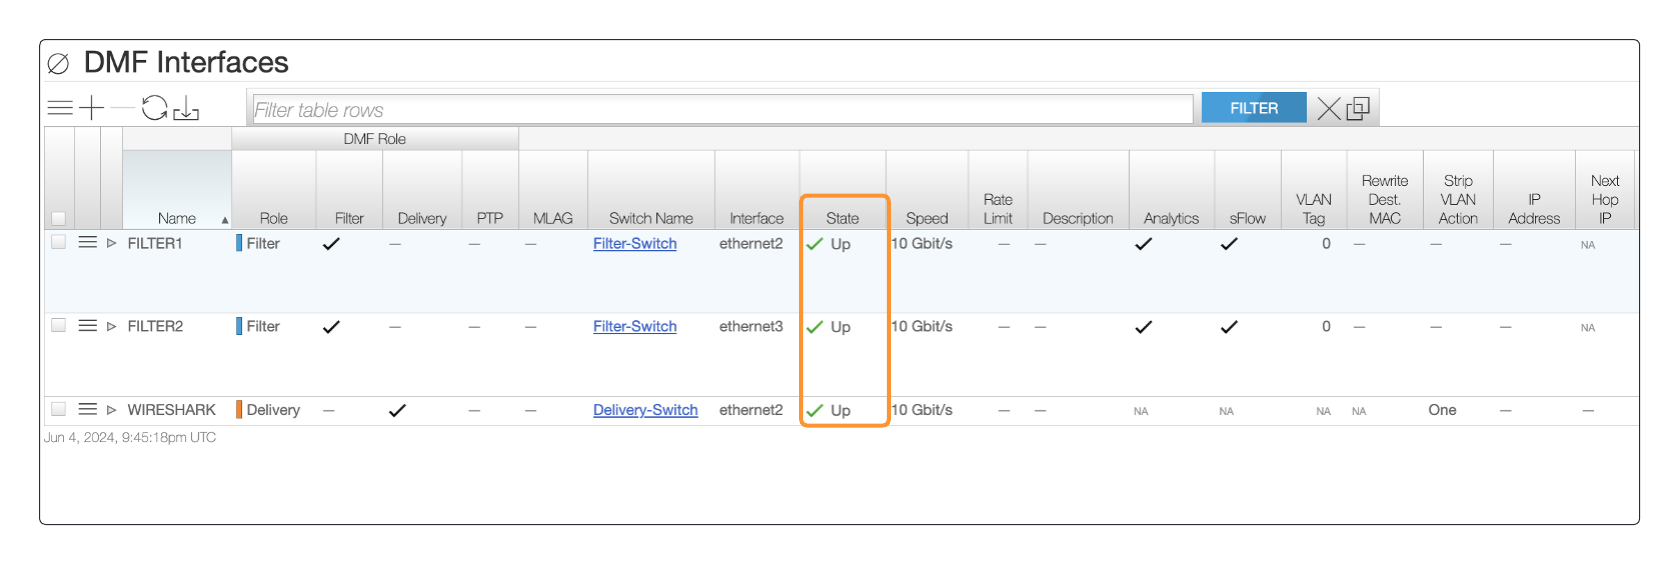 DMF Interfaces
Filter table rows
FILTER
DMF Role
Name Role Filter Delivery PTP MLAG Switch Name Interface State Speed Rate Limit Description Analytics sFlow VLAN Tag Rewrite Dest. MAC Strip VLAN Action IP Address Next Hop IP
FILTER1 Filter ✓ — — — Filter-Switch ethernet2 ✓ Up 10 Gbit/s — — ✓ ✓ 0 — — — NA
FILTER2 Filter ✓ — — — Filter-Switch ethernet3 ✓ Up 10 Gbit/s — — ✓ ✓ 0 — — — NA
WIRESHARK Delivery — ✓ — — Delivery-Switch ethernet2 ✓ Up 10 Gbit/s — — NA NA NA NA One — —
Jun 4, 2024, 9:45:18pm UTC